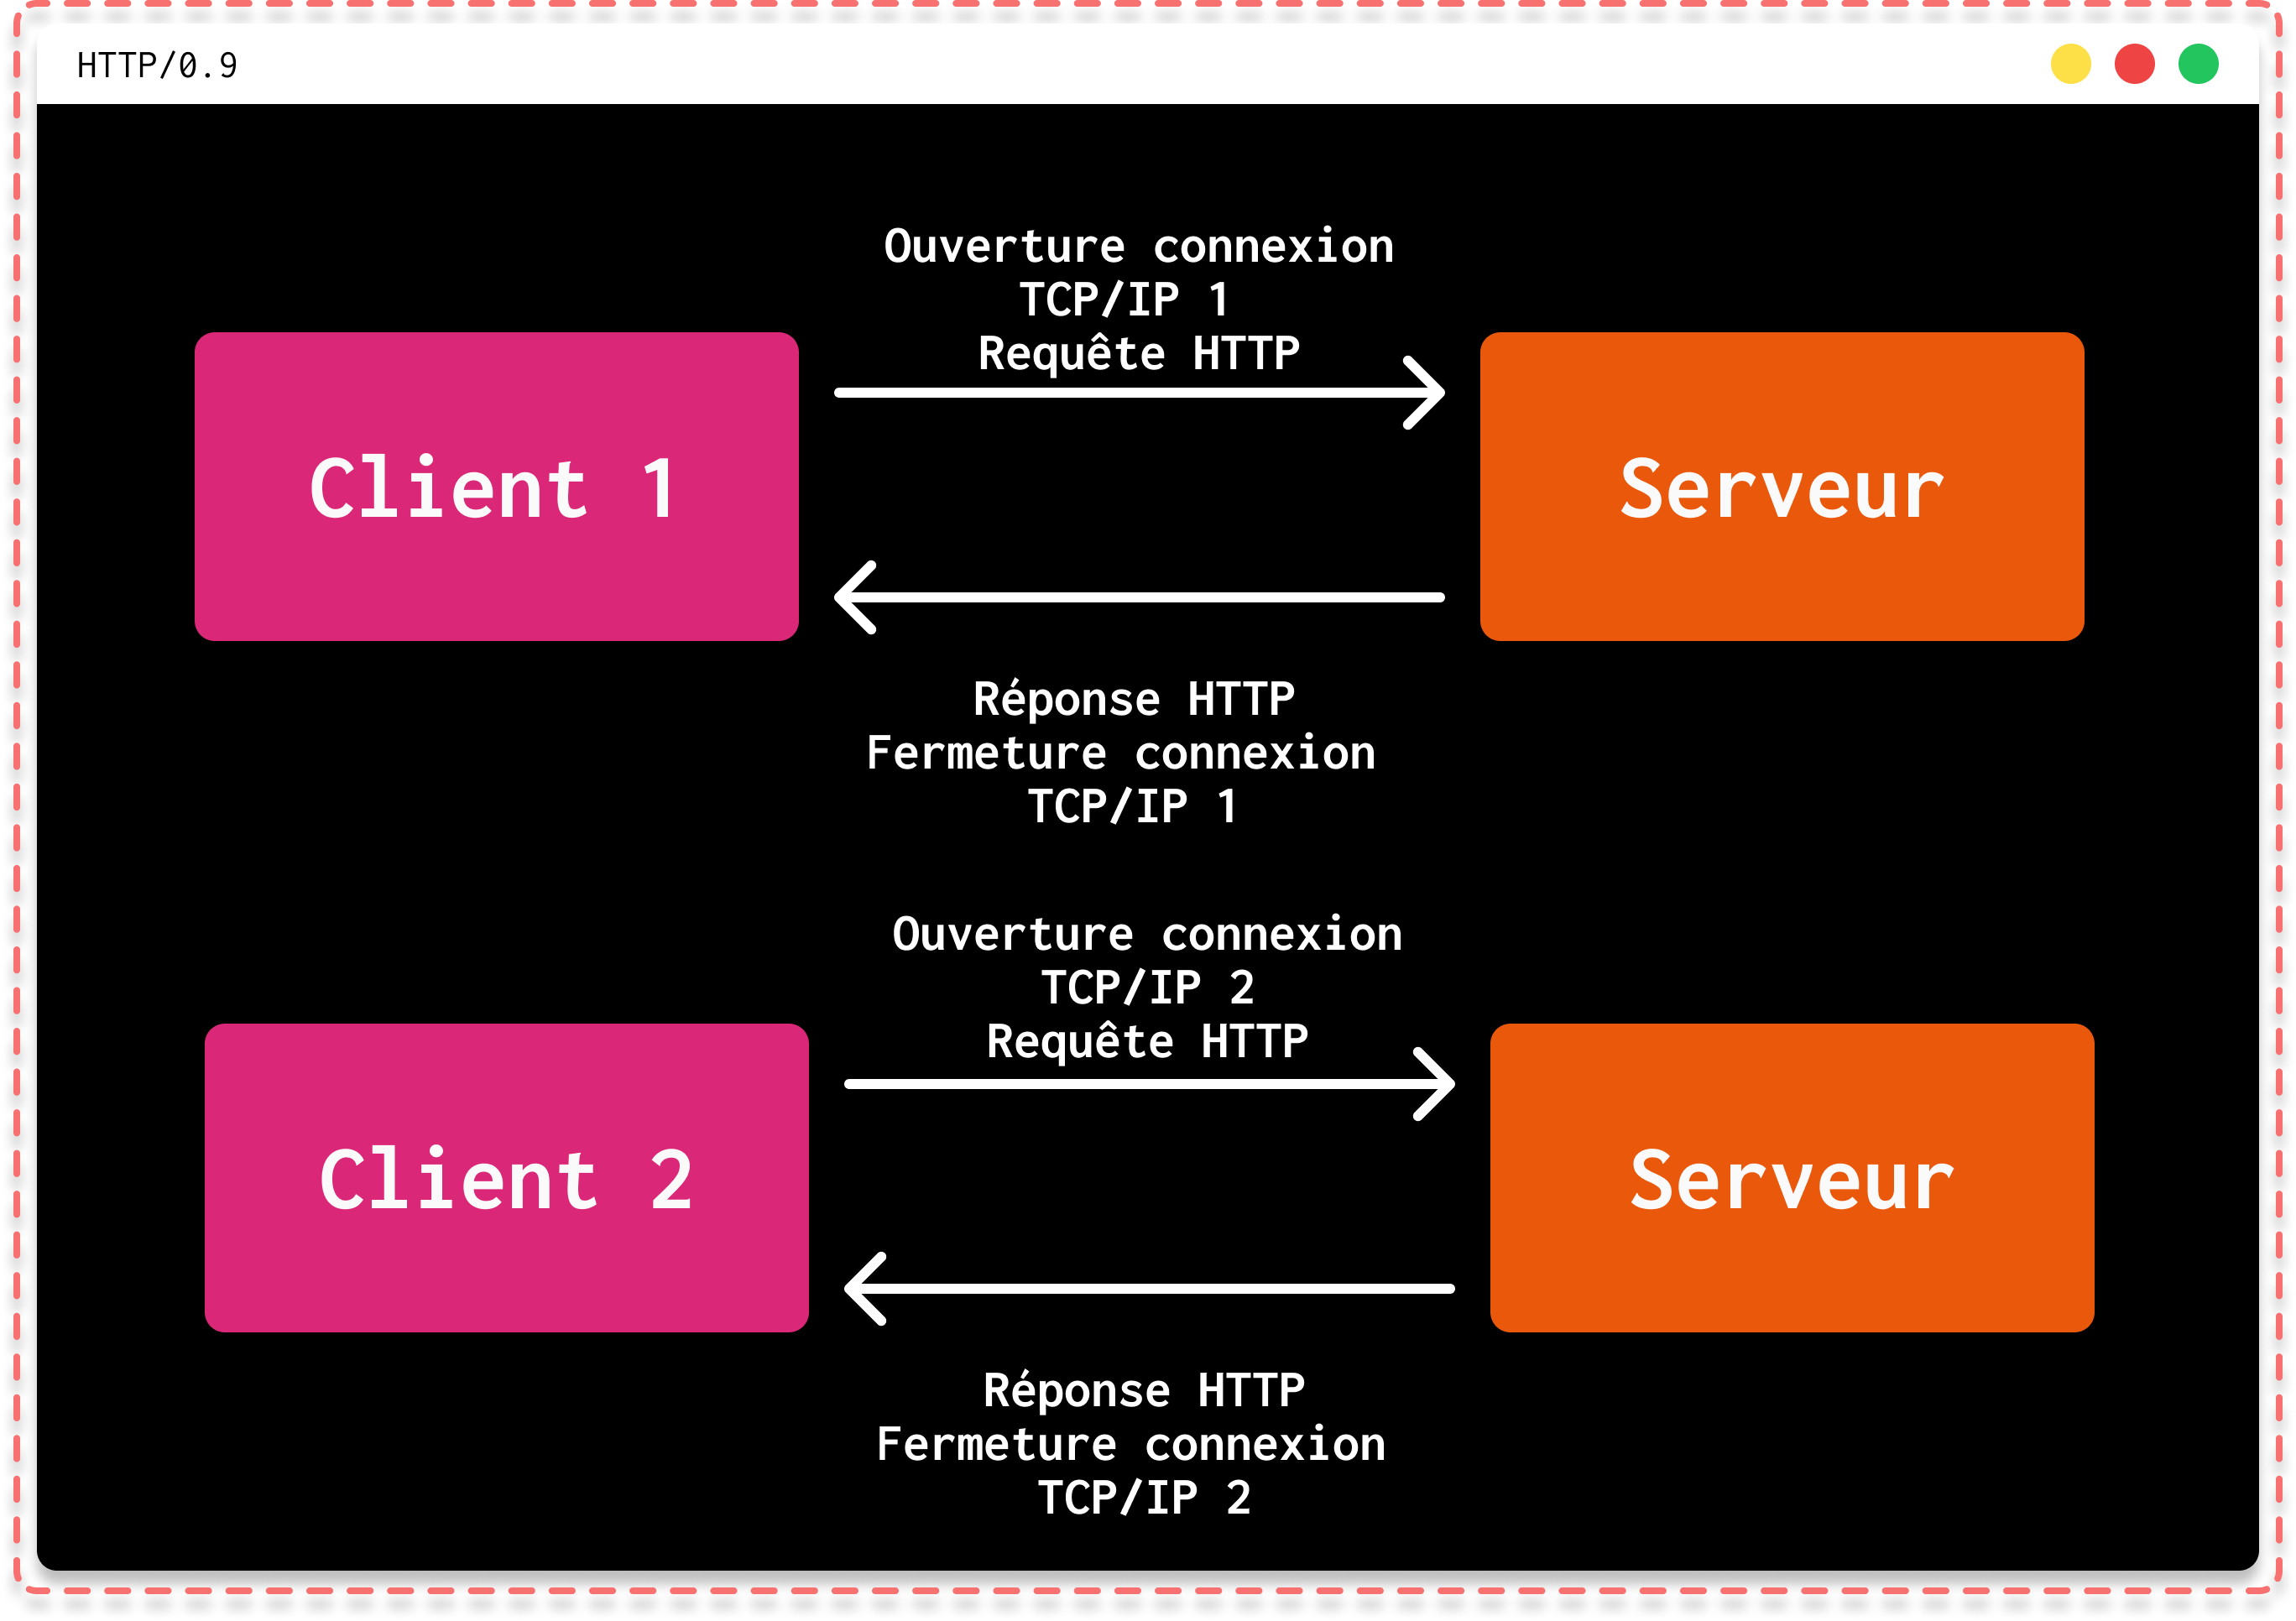 HTTP/0.9
Ouverture connexion
TCP/IP 1
Requête HTTP
Client 1
Serveur
Réponse HTTP
Fermeture connexion
TCP/IP 1
Ouverture connexion
TCP/IP 2
Requête HTTP
Client 2
Serveur
Réponse HTTP
Fermeture connexion
TCP/IP 2